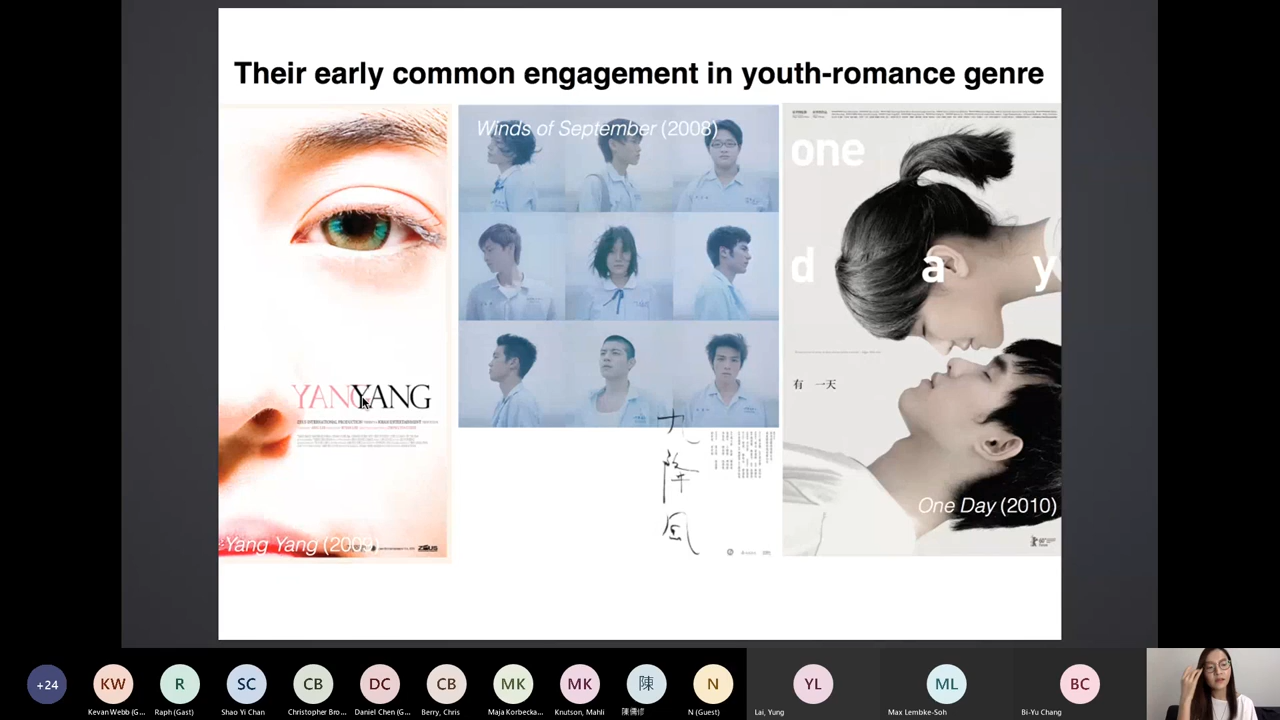 Their early common engagement in youth-romance genre
YANGYANG
Yang Yang (2009)
Winds of September (2008)
九
降
風
one
d a y
有 一天
One Day (2010)
+24
KW
R
SC
CB
DC
CB
MK
MK
陳
N
YL
ML
BC
Kevan Webb (G...
Raph (Gast)
Shao Yi Chan
Christopher Bro...
Daniel Chen (G...
Berry, Chris
Maja Korbecka...
Knutson, Mahli
N (Guest)
Lai, Yung
Max Lembke-Soh
Bi-Yu Chang